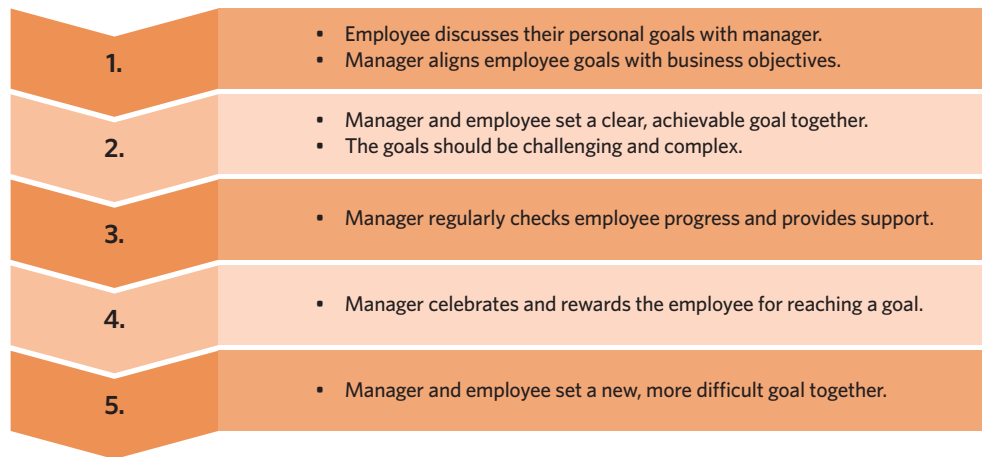 1.
• Employee discusses their personal goals with manager.
• Manager aligns employee goals with business objectives.
2.
• Manager and employee set a clear, achievable goal together.
• The goals should be challenging and complex.
3.
• Manager regularly checks employee progress and provides support.
4.
• Manager celebrates and rewards the employee for reaching a goal.
5.
• Manager and employee set a new, more difficult goal together.